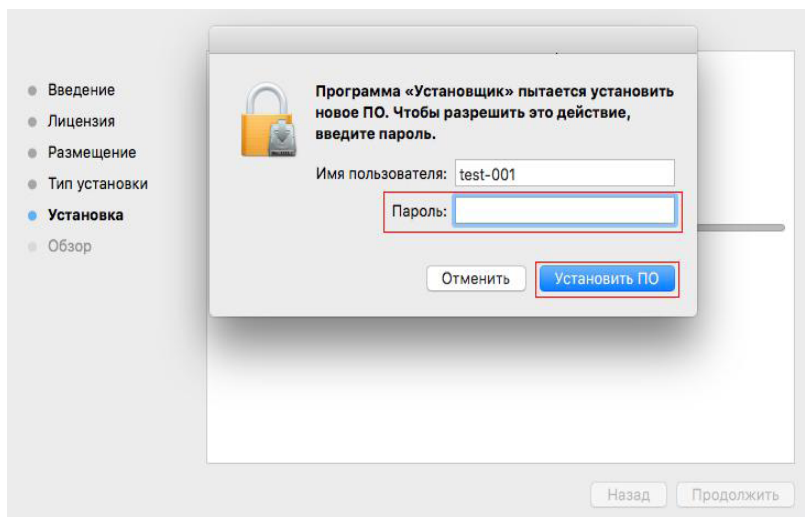 Введение
Лицензия
Размещение
Тип установки
Установка
Обзор
Программа «Установщик» пытается установить
новое ПО. Чтобы разрешить это действие,
введите пароль.
Имя пользователя: test-001
Пароль:
Отменить Установить ПО
Назад Продолжить